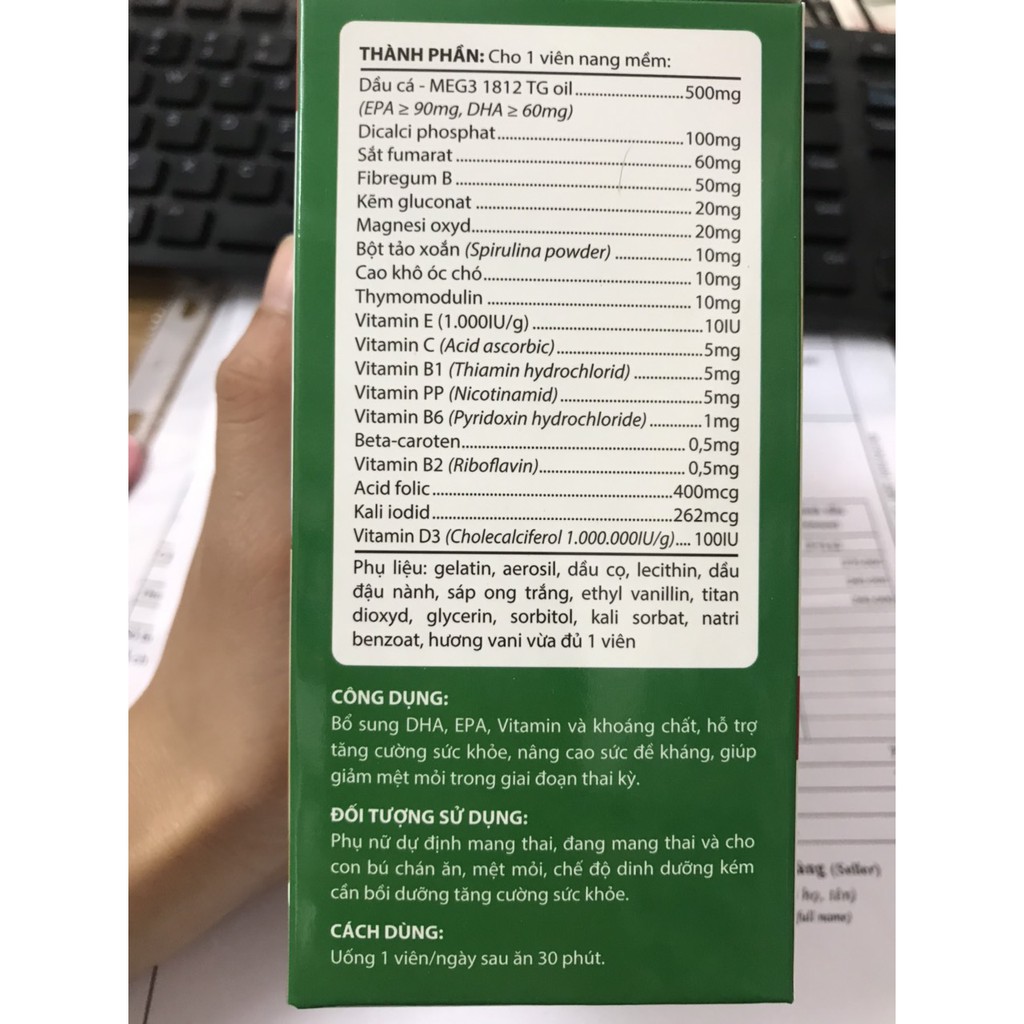 THÀNH PHẦN: Cho 1 viên nang mềm:
Dầu cá - MEG3 1812 TG oil..........................500mg
(EPA ≥ 90mg, DHA ≥ 60mg)
Dicalci phosphat.............................................100mg
Sắt fumarat.........................................................60mg
Fibregum B.........................................................50mg
Kẽm gluconat.....................................................20mg
Magnesi oxyd.....................................................20mg
Bột tảo xoắn (Spirulina powder)..................10mg
Cao khô óc chó..................................................10mg
Thymomodulin.................................................10mg
Vitamin E (1.000IU/g).........................................10IU
Vitamin C (Acid ascorbic)...................................5mg
Vitamin B1 (Thiamin hydrochlorid)................5mg
Vitamin PP (Nicotinamid)..................................5mg
Vitamin B6 (Pyridoxin hydrochloride)............1mg
Beta-caroten......................................................0,5mg
Vitamin B2 (Riboflavin)...................................0,5mg
Acid folic..........................................................400mcg
Kali iodid..........................................................262mcg
Vitamin D3 (Cholecalciferol 1.000.000IU/g)....100IU
Phụ liệu: gelatin, aerosil, dầu cọ, lecithin, dầu
đậu nành, sáp ong trắng, ethyl vanillin, titan
dioxyd, glycerin, sorbitol, kali sorbat, natri
benzoat, hương vani vừa đủ 1 viên
CÔNG DỤNG:
Bổ sung DHA, EPA, Vitamin và khoáng chất, hỗ trợ
tăng cường sức khỏe, nâng cao sức đề kháng, giúp
giảm mệt mỏi trong giai đoạn thai kỳ.
ĐỐI TƯỢNG SỬ DỤNG:
Phụ nữ dự định mang thai, đang mang thai và cho
con bú chán ăn, mệt mỏi, chế độ dinh dưỡng kém
cần bồi dưỡng tăng cường sức khỏe.
CÁCH DÙNG:
Uống 1 viên/ngày sau ăn 30 phút.
(Seller)
họ, tên)
full name)